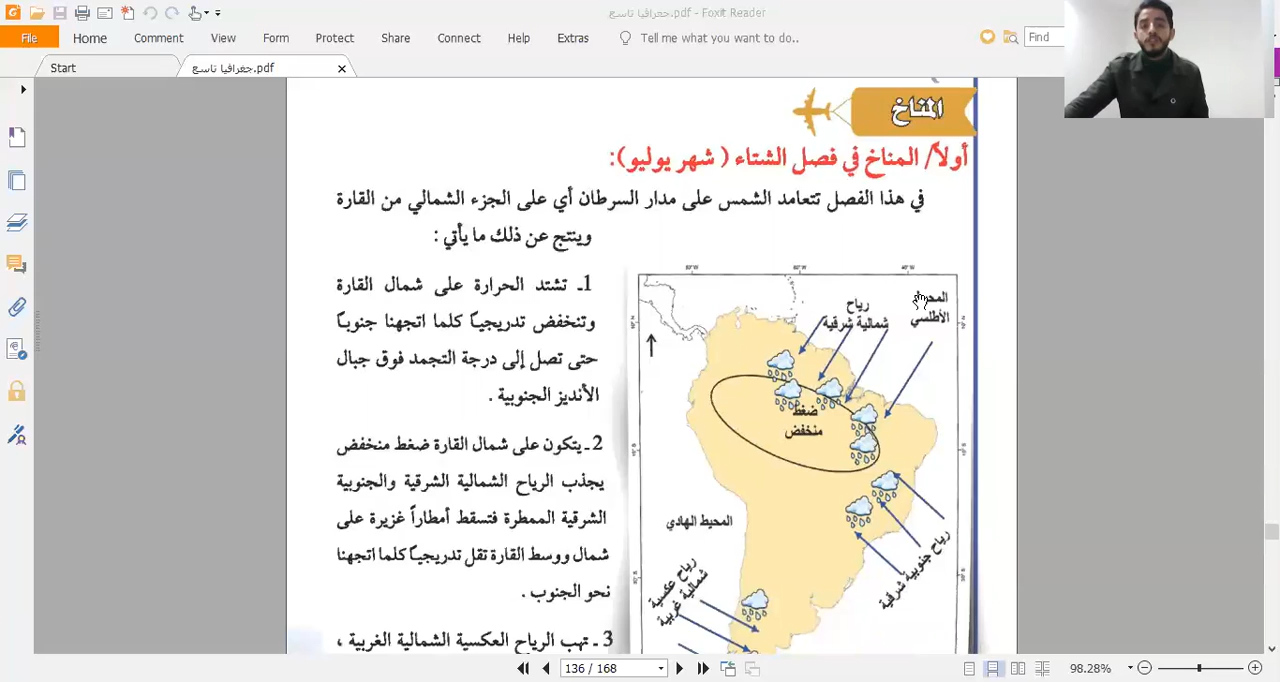 جغرافيا تاسع.pdf - Foxit Reader
File Home Comment View Form Protect Share Connect Help Extras Tell me what you want to do.. Find
Start جغرافيا تاسع.pdf
المناخ
أولاً/ المناخ في فصل الشتاء ( شهر يوليو):
في هذا الفصل تتعامد الشمس على مدار السرطان أي على الجزء الشمالي من القارة
وينتج عن ذلك ما يأتي :
1ـ تشتد الحرارة على شمال القارة
وتنخفض تدريجيـًا كلما اتجهنا جنوبـًا
حتى تصل إلى درجة التجمد فوق جبال
الأنديز الجنوبية .
2ـ يتكون على شمال القارة ضغط منخفض
يجذب الرياح الشمالية الشرقية والجنوبية
الشرقية الممطرة فتسقط أمطاراً غزيرة على
شمال ووسط القارة تقل تدريجيـًا كلما اتجهنا
نحو الجنوب .
3 ـ تهب الرياح العكسية الشمالية الغربية ،
المحيط
الأطلسي
رياح
شمالية شرقية
ضغط
منخفض
المحيط الهادي
رياح جنوبية شرقية
رياح عكسية
شمالية غربية
136 / 168
98.28%